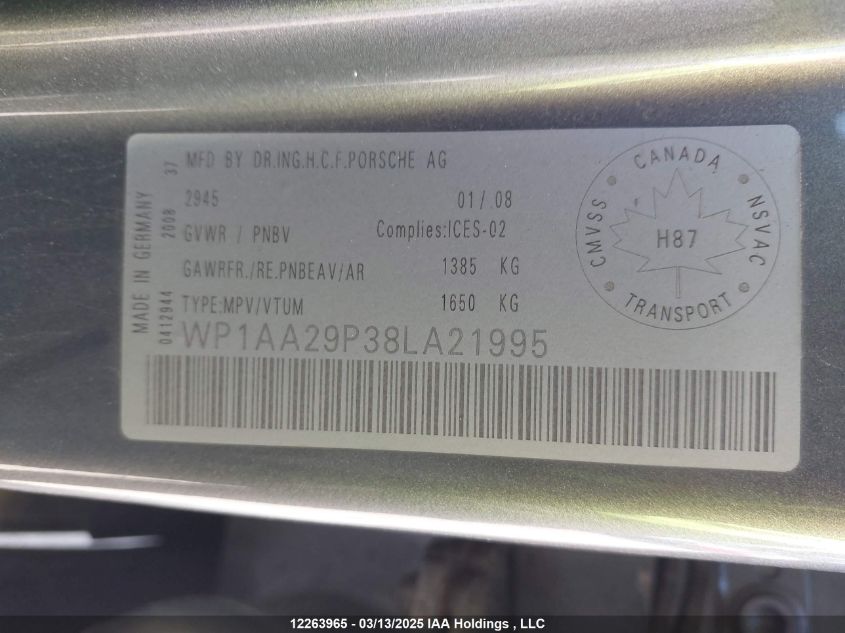 MFD BY DR.ING.H.C.F.PORSCHE AG
2945 01/08
GVWR / PNBV Complies:ICES-02
GAWRFR./RE.PNBEAV/AR 1385 KG
TYPE:MPV/VTUM 1650 KG
WP1AA29P38LA21995
MADE IN GERMANY
0412944 2008 37
CANADA
CMVSS
H87
NSVAC
TRANSPORT
12263965 - 03/13/2025 IAA Holdings , LLC